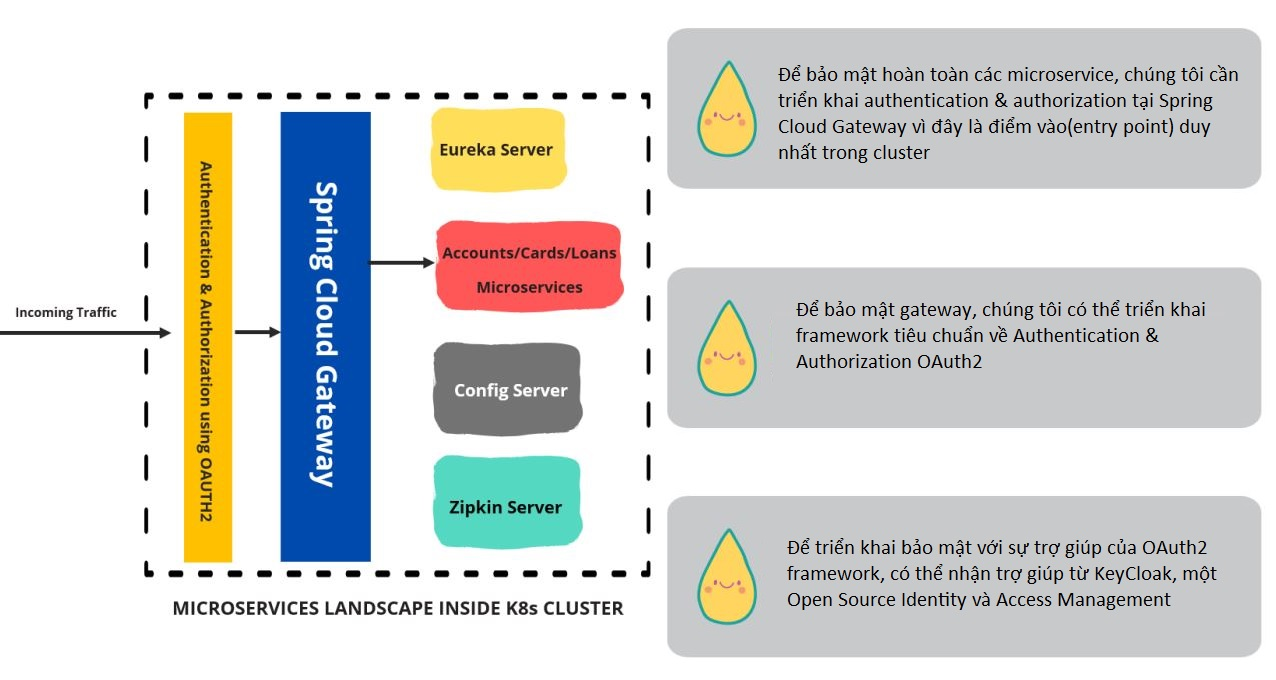 Incoming Traffic
Authentication & Authorization using OAUTH2
Spring Cloud Gateway
Eureka Server
Accounts/Cards/Loans
Microservices
Config Server
Zipkin Server
MICROSERVICES LANDSCAPE INSIDE K8s CLUSTER
Để bảo mật hoàn toàn các microservice, chúng tôi cần
triển khai authentication & authorization tại Spring
Cloud Gateway vì đây là điểm vào(entry point) duy
nhất trong cluster
Để bảo mật gateway, chúng tôi có thể triển khai
framework tiêu chuẩn về Authentication &
Authorization OAuth2
Để triển khai bảo mật với sự trợ giúp của OAuth2
framework, có thể nhận trợ giúp từ KeyCloak, một
Open Source Identity và Access Management